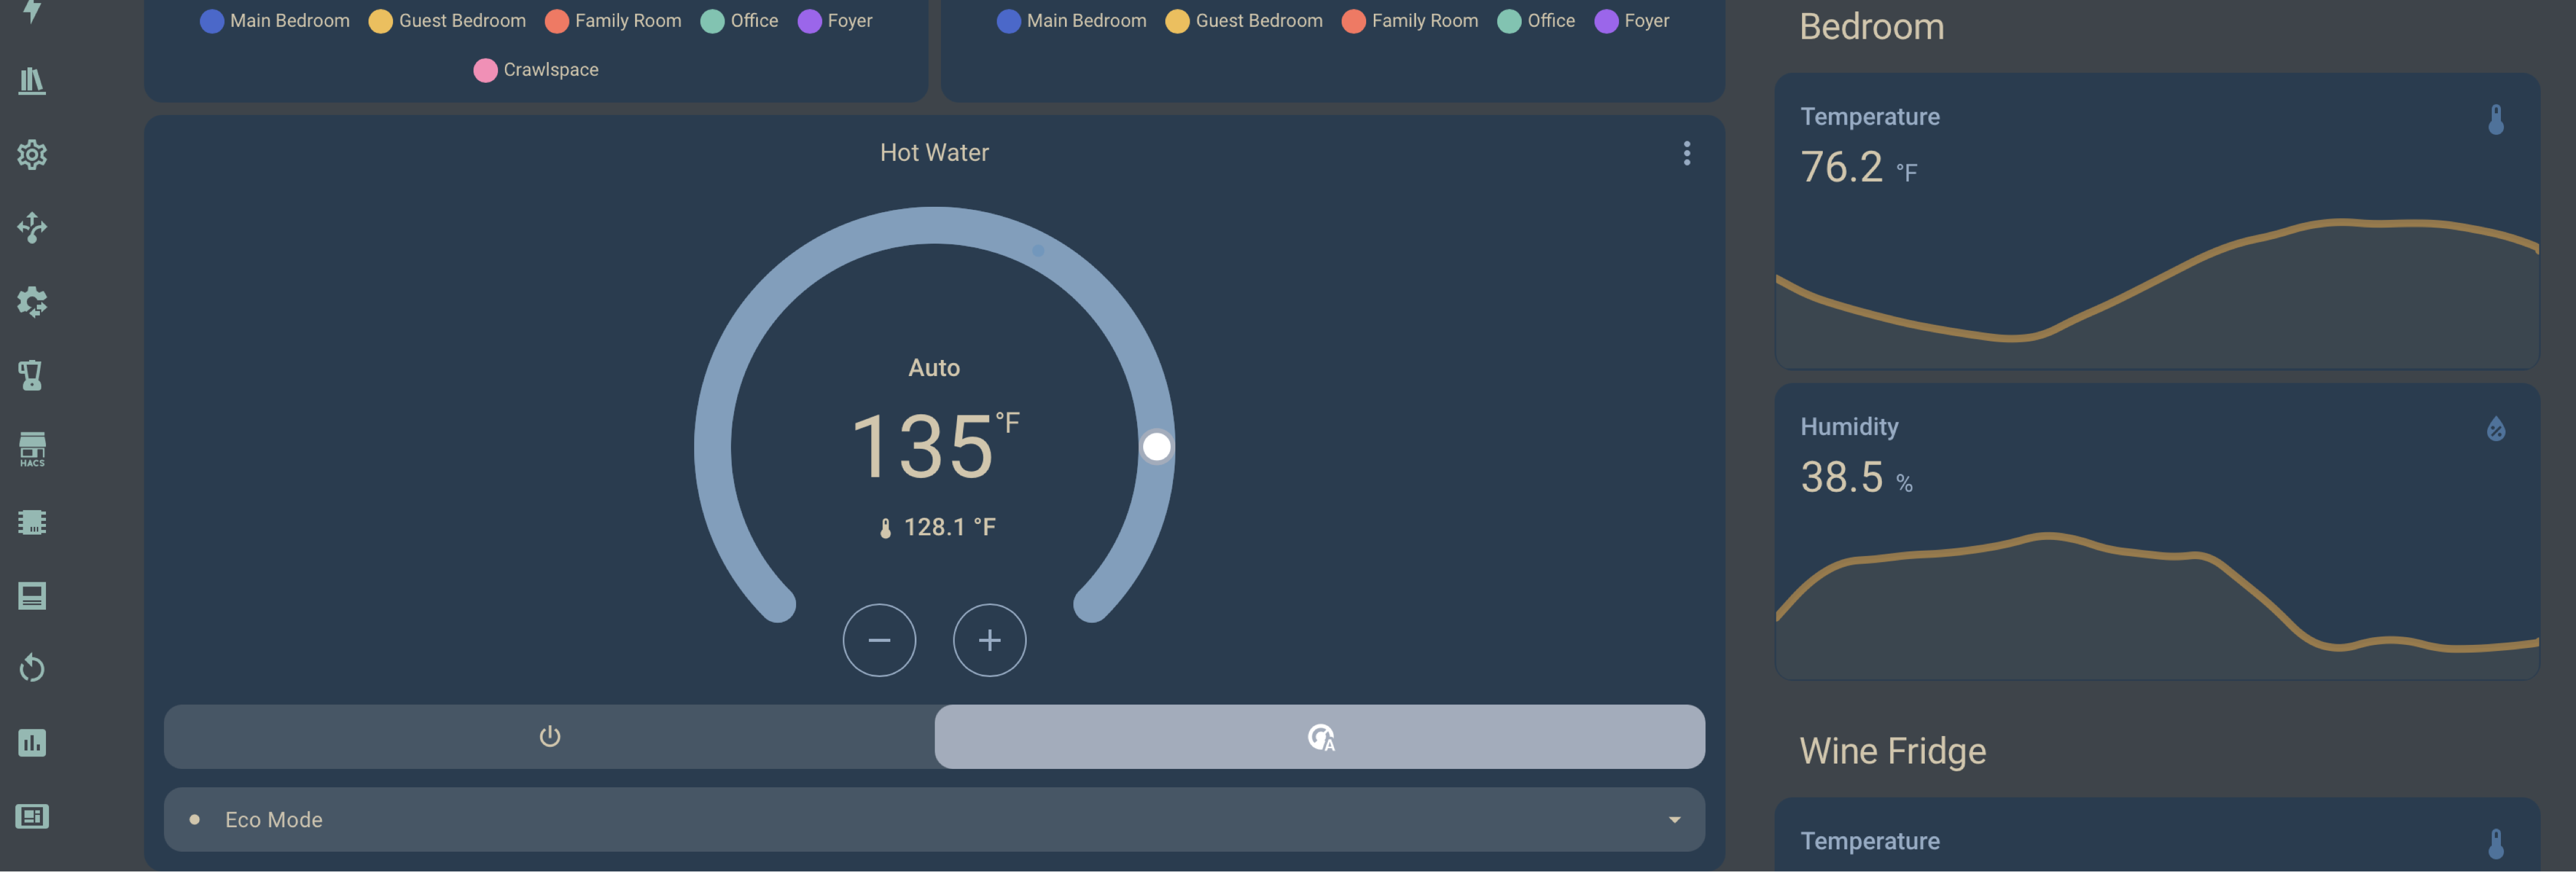 Main Bedroom Guest Bedroom Family Room Office Foyer
Crawlspace
Main Bedroom Guest Bedroom Family Room Office Foyer
Hot Water
Auto
135 °F
128.1 °F
Eco Mode
HACS
Bedroom
Temperature
76.2 °F
Humidity
38.5 %
Wine Fridge
Temperature